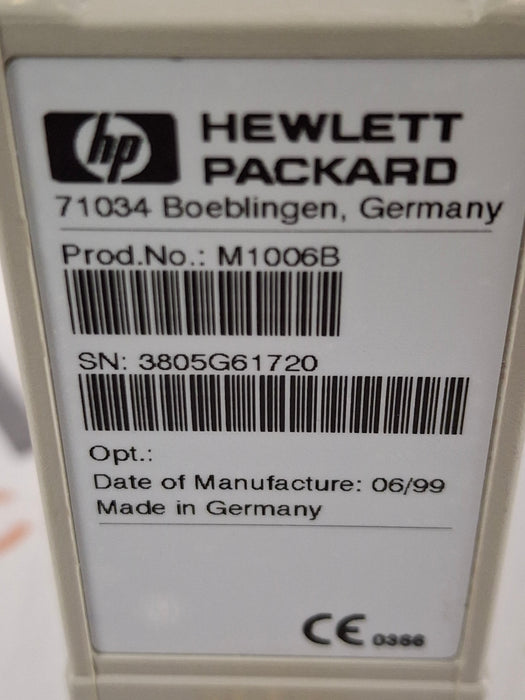 hp HEWLETT
PACKARD
71034 Boeblingen, Germany
Prod.No.: M1006B
SN: 3805G61720
Opt.:
Date of Manufacture: 06/99
Made in Germany
CE 0366